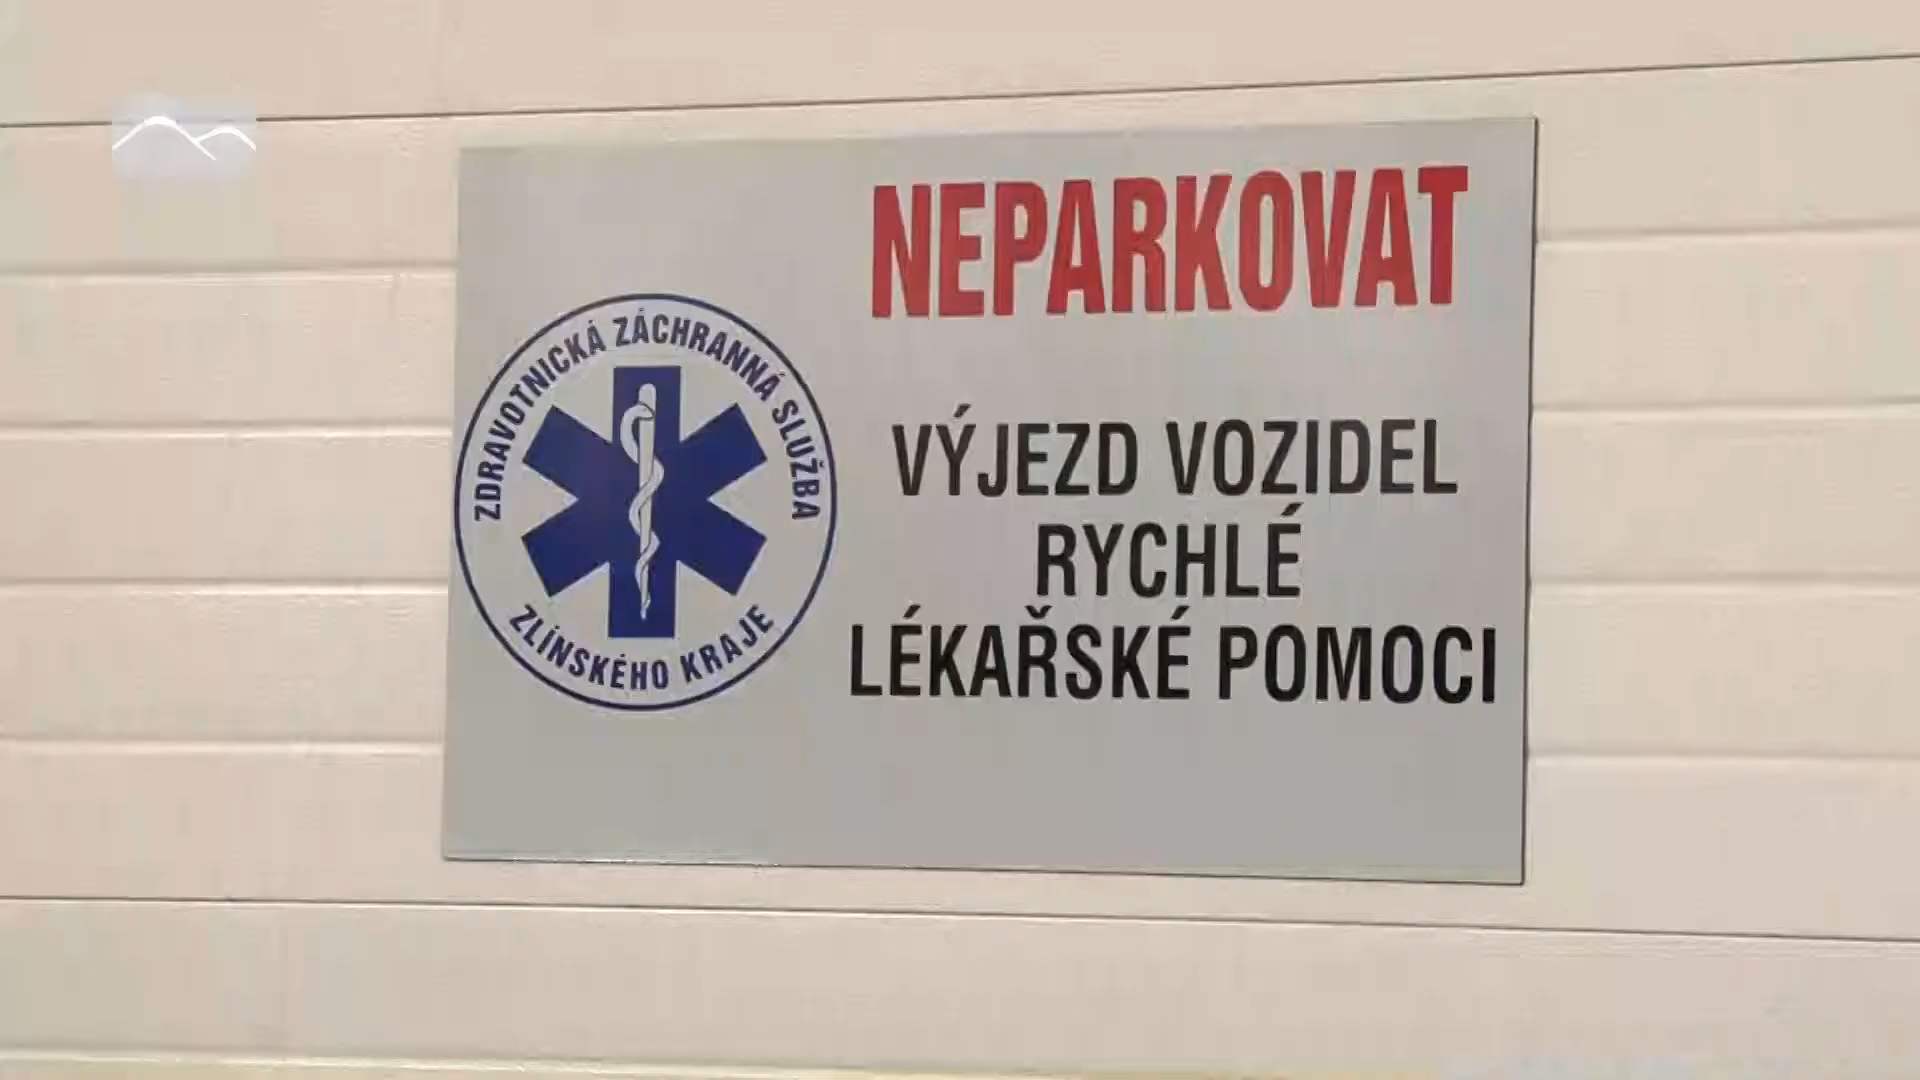 NEPARKOVAT
ZDRAVOTNICKÁ ZÁCHRANNÁ SLUŽBA
ZLÍNSKÉHO KRAJE
VÝJEZD VOZIDEL
RYCHLÉ
LÉKAŘSKÉ POMOCI